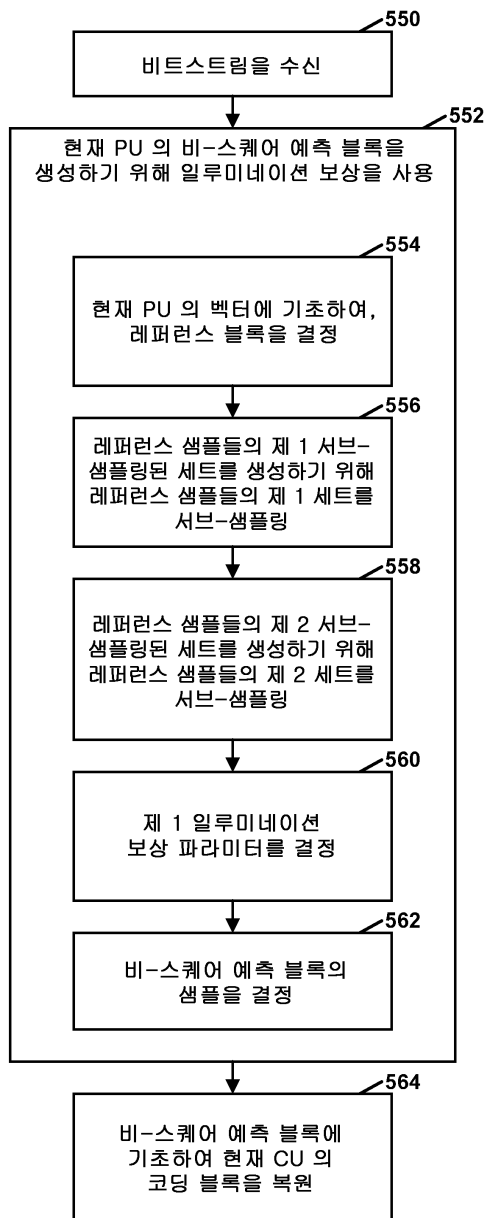 550
비트스트림을 수신
552
현재 PU 의 비-스퀘어 예측 블록을
생성하기 위해 일루미네이션 보상을 사용
554
현재 PU 의 벡터에 기초하여,
레퍼런스 블록을 결정
556
레퍼런스 샘플들의 제 1 서브-
샘플링된 세트를 생성하기 위해
레퍼런스 샘플들의 제 1 세트를
서브-샘플링
558
레퍼런스 샘플들의 제 2 서브-
샘플링된 세트를 생성하기 위해
레퍼런스 샘플들의 제 2 세트를
서브-샘플링
560
제 1 일루미네이션
보상 파라미터를 결정
562
비-스퀘어 예측 블록의
샘플을 결정
564
비-스퀘어 예측 블록에
기초하여 현재 CU 의
코딩 블록을 복원